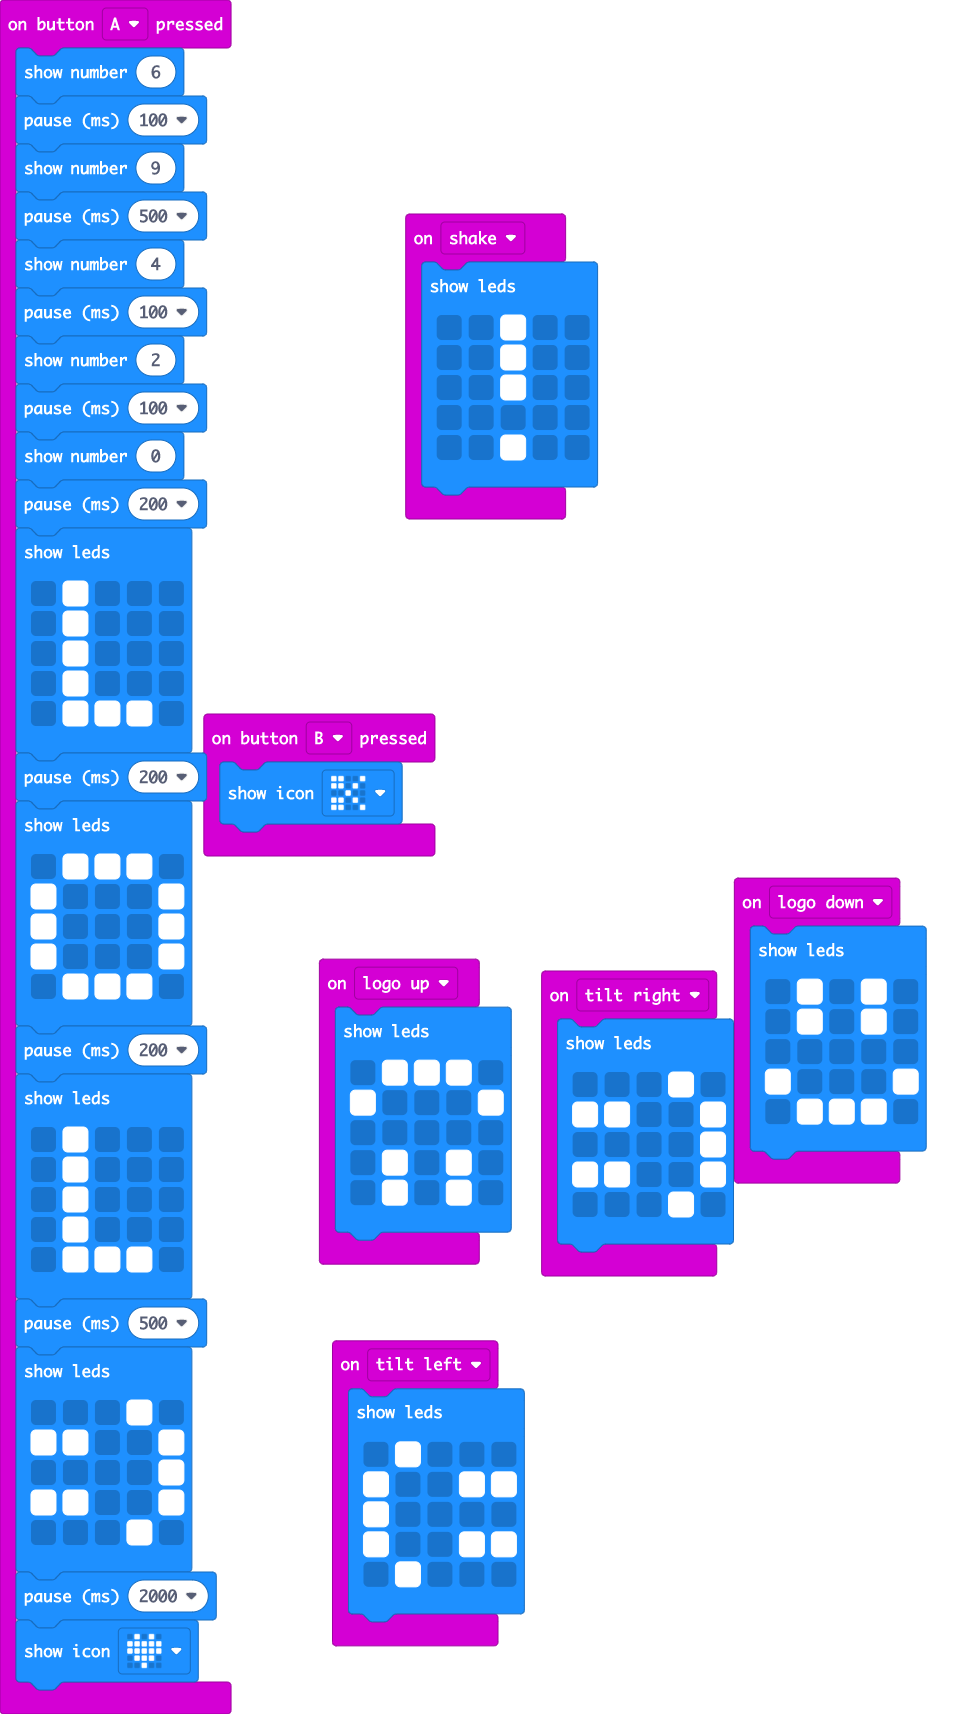 on button A pressed
show number 6
pause (ms) 100
show number 9
pause (ms) 500
show number 4
pause (ms) 100
show number 2
pause (ms) 100
show number 0
pause (ms) 200
show leds
pause (ms) 200
show leds
pause (ms) 200
show leds
pause (ms) 500
show leds
pause (ms) 2000
show icon
on shake
show leds
on button B pressed
show icon
on logo up
show leds
on tilt right
show leds
on logo down
show leds
on tilt left
show leds